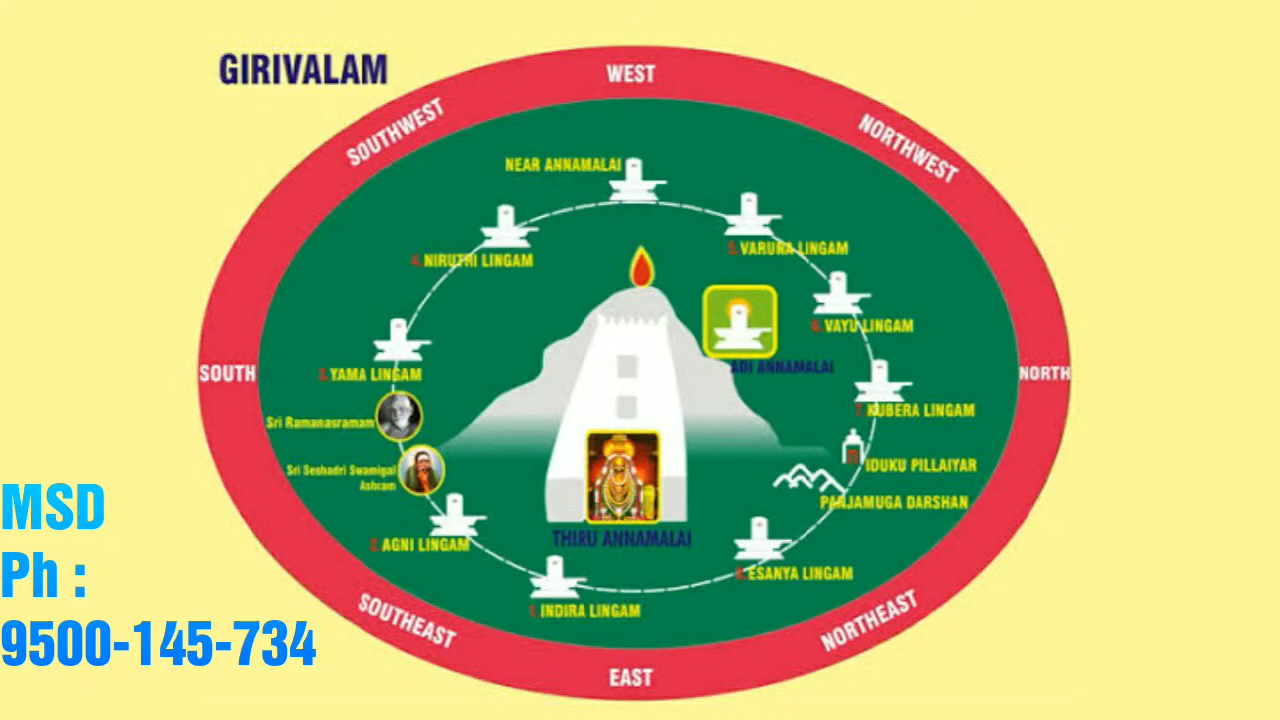 GIRIVALAM
WEST
SOUTHWEST
NORTHWEST
NEAR ANNAMALAI
4. NIRUTHI LINGAM
5. VARUNA LINGAM
6. VAYU LINGAM
ADI ANNAMALAI
SOUTH
3. YAMA LINGAM
NORTH
7. KUBERA LINGAM
Sri Ramanasramam
Sri Seshadri Swamigal
Ashram
IDUKU PILLAIYAR
PANJAMUGA DARSHAN
THIRU ANNAMALAI
2. AGNI LINGAM
8. ESANYA LINGAM
1. INDIRA LINGAM
SOUTHEAST
NORTHEAST
EAST
MSD
Ph :
9500-145-734